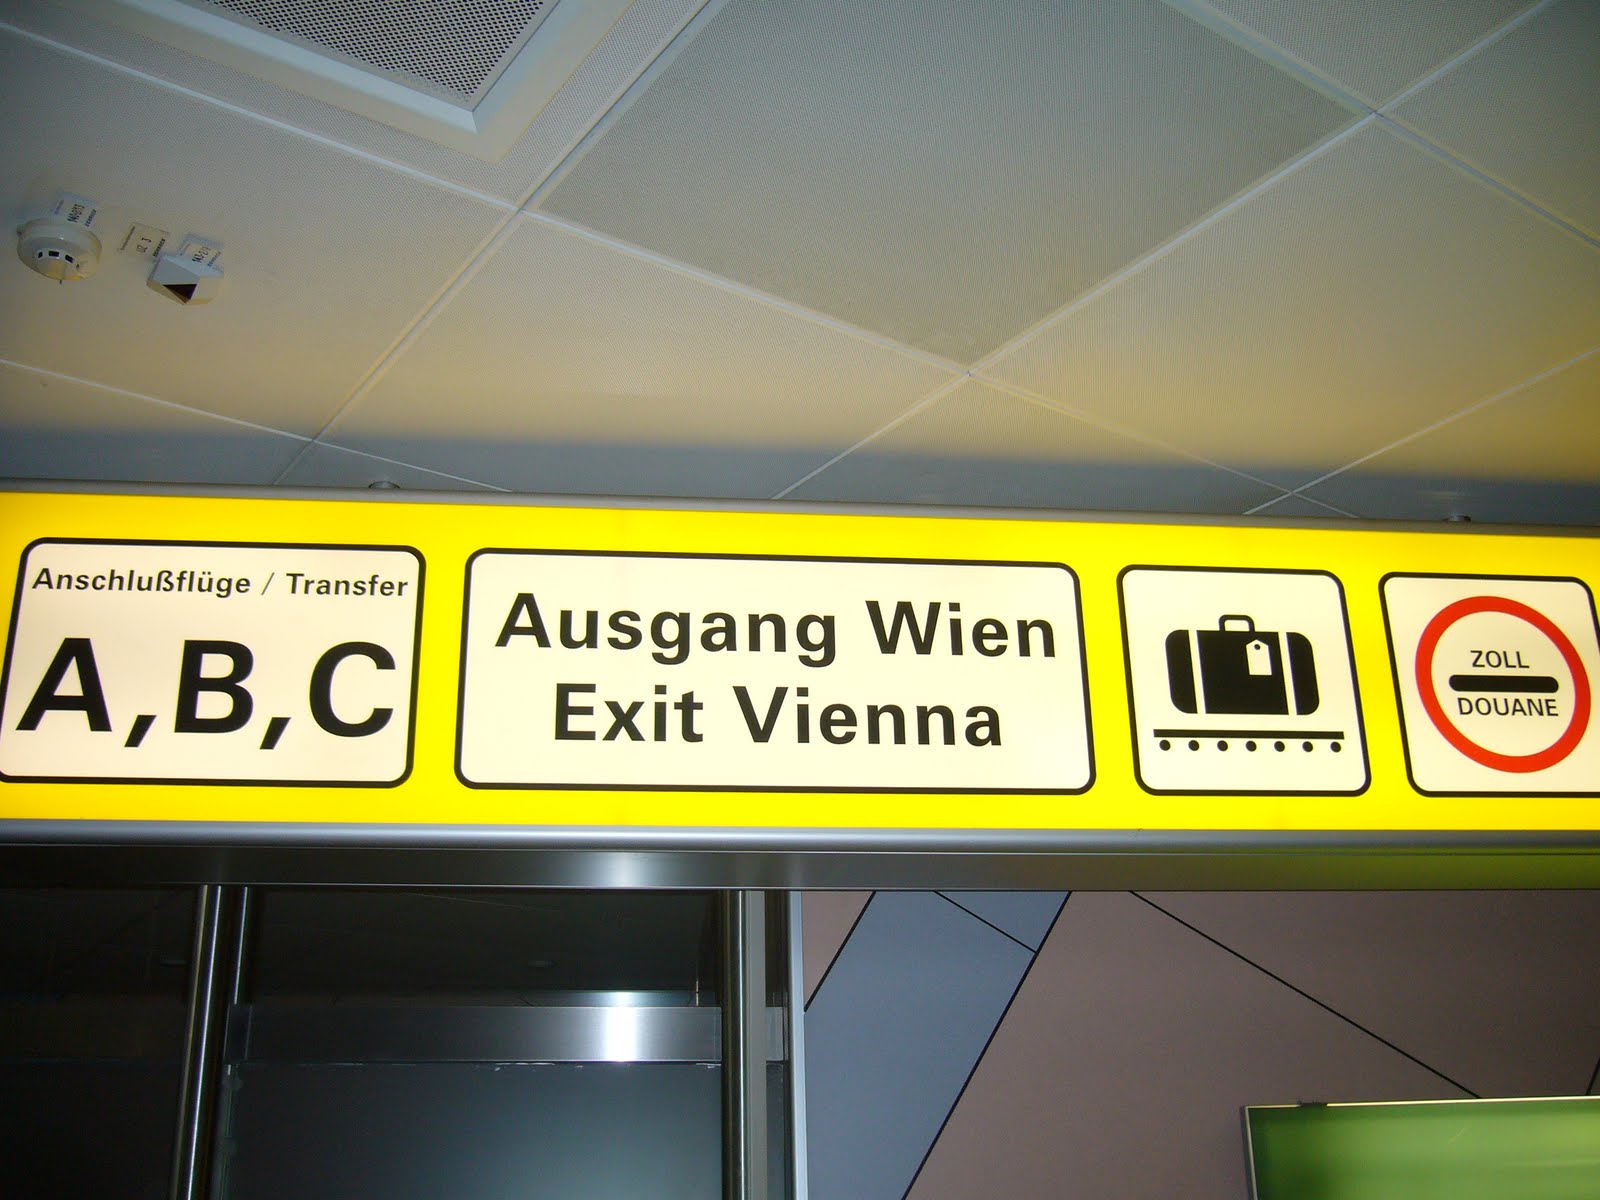 Anschlußflüge / Transfer
A, B, C
Ausgang Wien
Exit Vienna
ZOLL
DOUANE